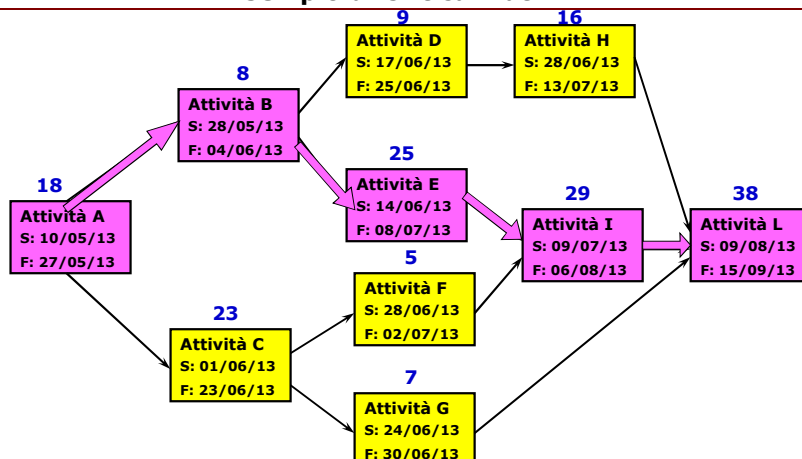 9
Attività D
S: 17/06/13
F: 25/06/13
16
Attività H
S: 28/06/13
F: 13/07/13
8
Attività B
S: 28/05/13
F: 04/06/13
25
Attività E
S: 14/06/13
F: 08/07/13
18
Attività A
S: 10/05/13
F: 27/05/13
29
Attività I
S: 09/07/13
F: 06/08/13
38
Attività L
S: 09/08/13
F: 15/09/13
5
Attività F
S: 28/06/13
F: 02/07/13
23
Attività C
S: 01/06/13
F: 23/06/13
7
Attività G
S: 24/06/13
F: 30/06/13